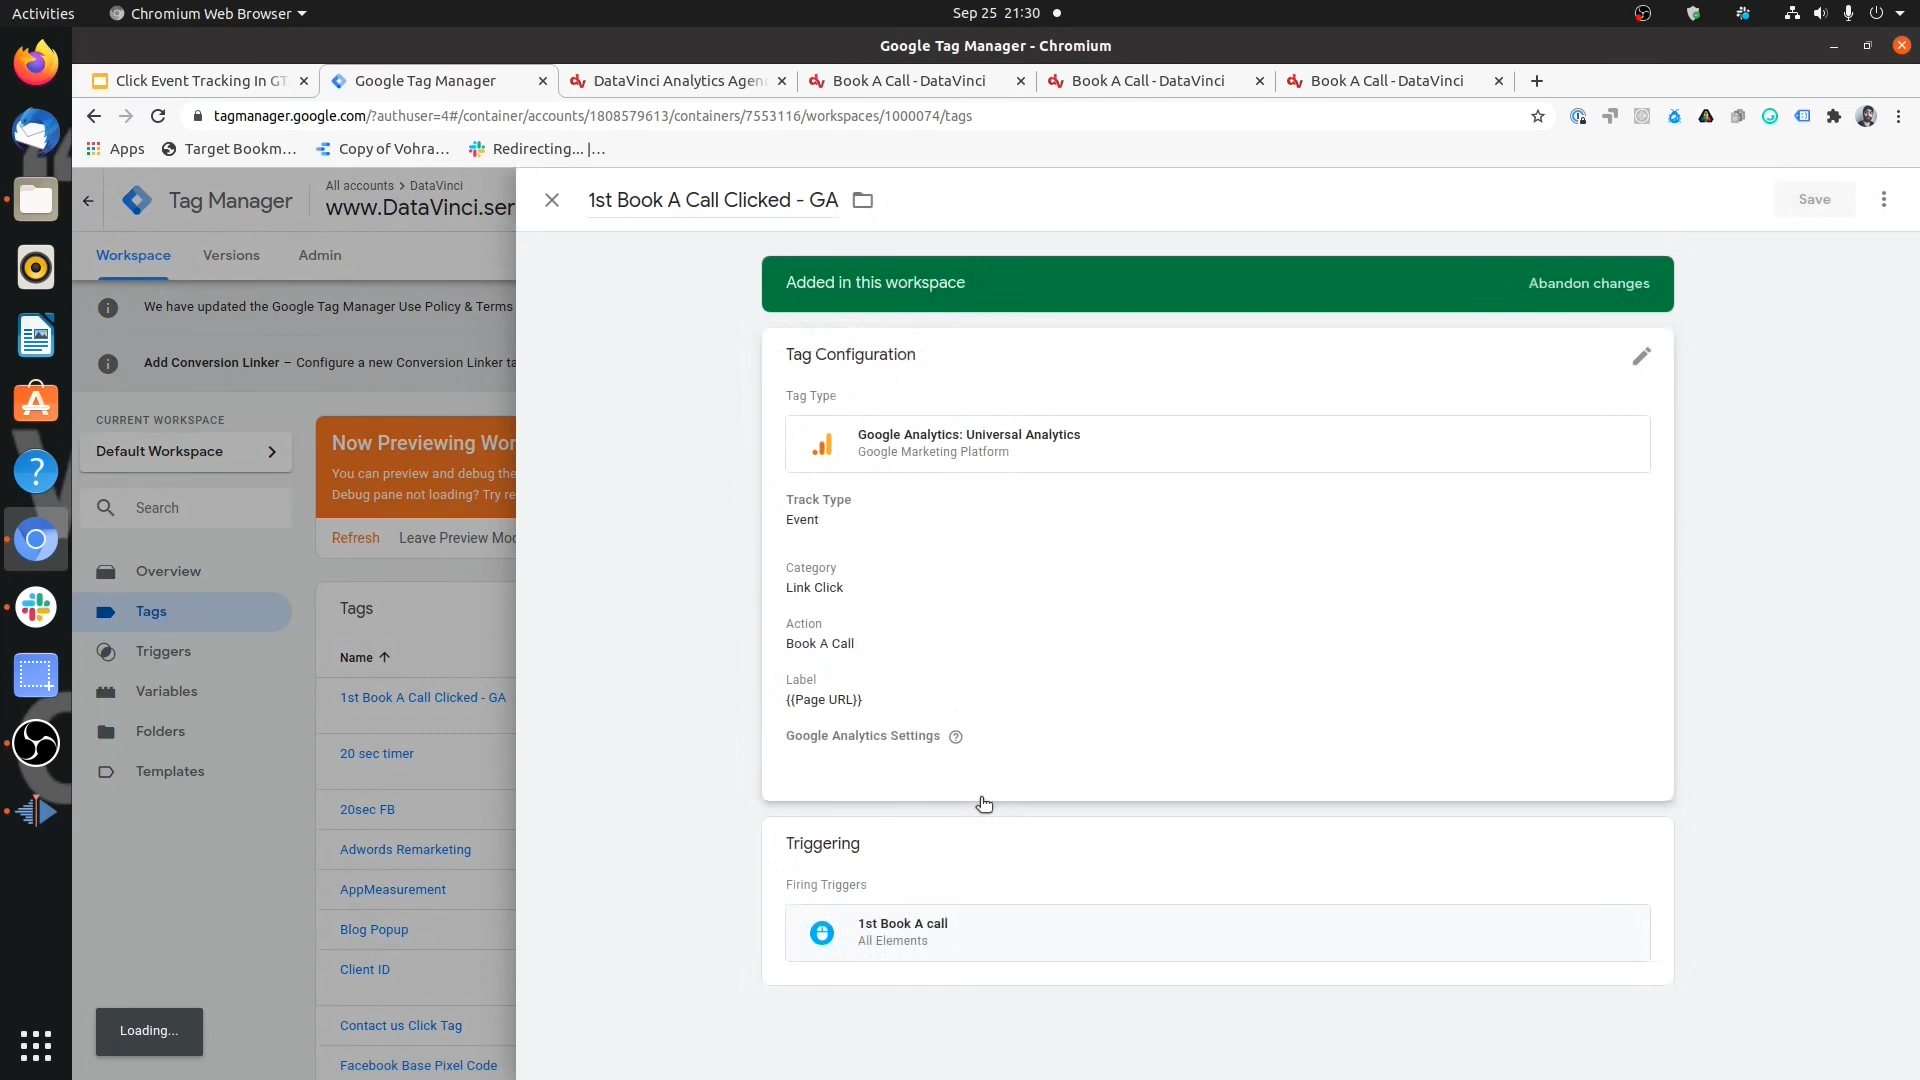 Activities
Chromium Web Browser
Sep 25 21:30
Google Tag Manager - Chromium
Click Event Tracking In GT
Google Tag Manager
DataVinci Analytics Agen
Book A Call - DataVinci
Book A Call - DataVinci
Book A Call - DataVinci
tagmanager.google.com/?authuser=4#/container/accounts/1808579613/containers/7553116/workspaces/1000074/tags
Apps
Target Bookm...
Copy of Vohra...
Redirecting... |...
Tag Manager
All accounts > DataVinci
www.DataVinci.ser
1st Book A Call Clicked - GA
Save
Workspace
Versions
Admin
We have updated the Google Tag Manager Use Policy & Terms
Add Conversion Linker – Configure a new Conversion Linker ta
CURRENT WORKSPACE
Default Workspace
Search
Overview
Tags
Triggers
Variables
Folders
Templates
Loading...
Now Previewing Wor
You can preview and debug the
Debug pane not loading? Try re
Refresh
Leave Preview Mod
Tags
Name
1st Book A Call Clicked - GA
20 sec timer
20sec FB
Adwords Remarketing
AppMeasurement
Blog Popup
Client ID
Contact us Click Tag
Facebook Base Pixel Code
Added in this workspace
Abandon changes
Tag Configuration
Tag Type
Google Analytics: Universal Analytics
Google Marketing Platform
Track Type
Event
Category
Link Click
Action
Book A Call
Label
{{Page URL}}
Google Analytics Settings
Triggering
Firing Triggers
1st Book A call
All Elements